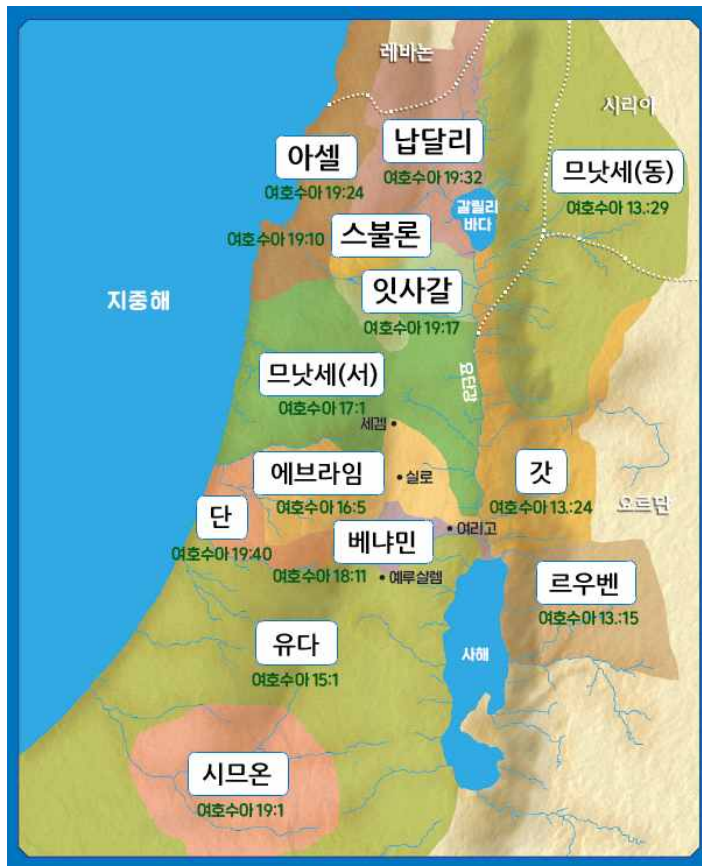 레바논
시리아
납달리
여호수아 19:32
아셀
여호수아 19:24
므낫세(동)
여호수아 13.:29
갈릴리
바다
스불론
여호수아 19:10
잇사갈
여호수아 19:17
지중해
므낫세(서)
여호수아 17:1
요단강
세겜
에브라임
여호수아 16:5
실로
갓
여호수아 13.:24
요르단
단
여호수아 19:40
베냐민
여호수아 18:11
여리고
예루살렘
르우벤
여호수아 13.:15
유다
여호수아 15:1
사해
시므온
여호수아 19:1